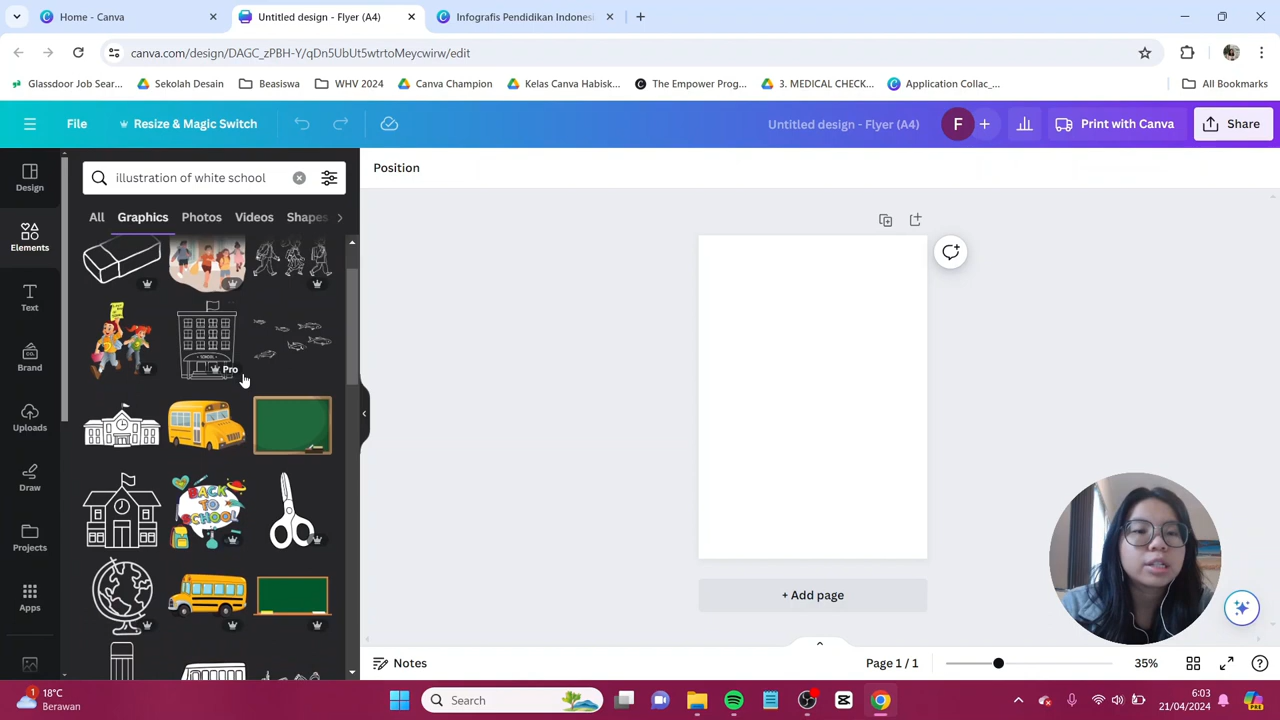 Home - Canva
Untitled design - Flyer (A4)
Infografis Pendidikan Indonesi
canva.com/design/DAGC_zPBH-Y/qDn5UbUt5wtrtoMeycwirw/edit
Glassdoor Job Sear...
Sekolah Desain
Beasiswa
WHV 2024
Canva Champion
Kelas Canva Habisk...
The Empower Prog...
3. MEDICAL CHECK...
Application Collac_...
All Bookmarks
File
Resize & Magic Switch
Untitled design - Flyer (A4)
F
Print with Canva
Share
Design
Elements
Text
Brand
Uploads
Draw
Projects
Apps
illustration of white school
All
Graphics
Photos
Videos
Shapes
SCHOOL
Pro
BACK
TO
SCHOOL
Position
+ Add page
Notes
Page 1 / 1
35%
1
18°C
Berawan
Search
6:03
21/04/2024